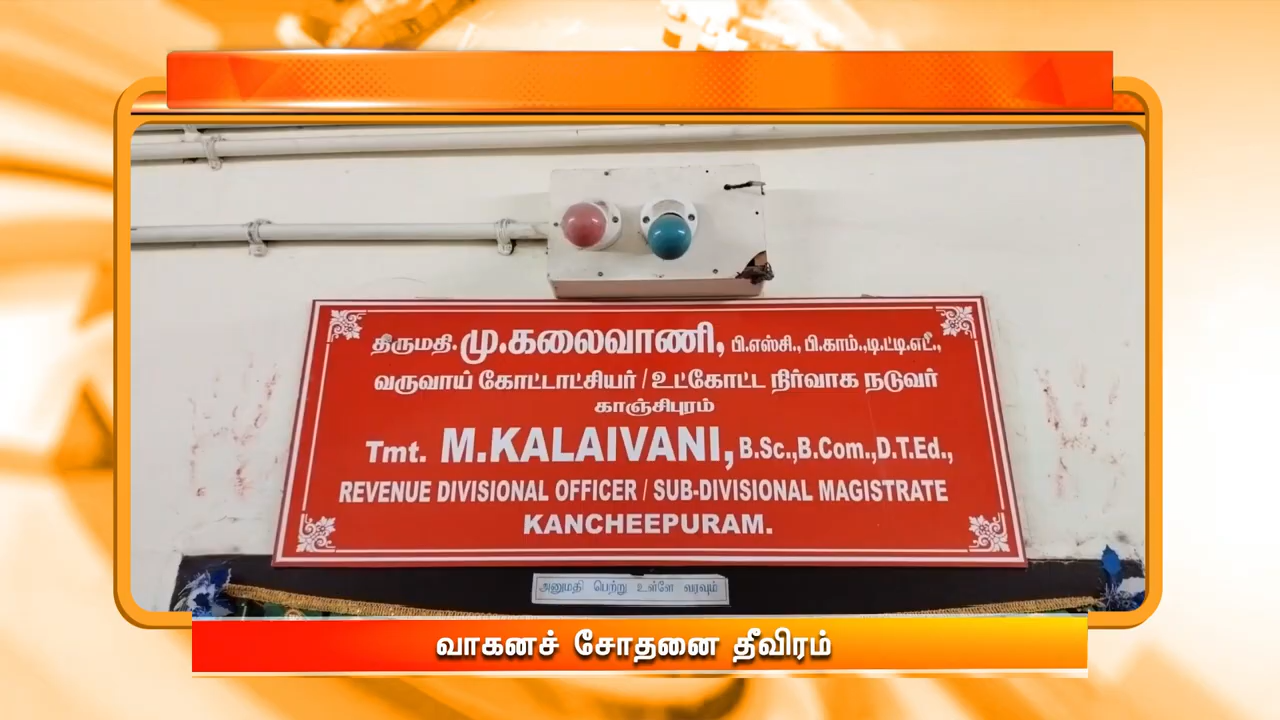 திருமதி. மு.கலைவாணி, பி.எஸ்சி., பி.காம்.,டி.ட்டி.எட்.,
வருவாய் கோட்டாட்சியர் / உட்கோட்ட நிர்வாக நடுவர்
காஞ்சிபுரம்
Tmt. M.KALAIVANI, B.Sc.,B.Com.,D.T.Ed.,
REVENUE DIVISIONAL OFFICER / SUB-DIVISIONAL MAGISTRATE
KANCHEEPURAM.
அனுமதி பெற்று உள்ளே வரவும்
வாகனச் சோதனை தீவிரம்